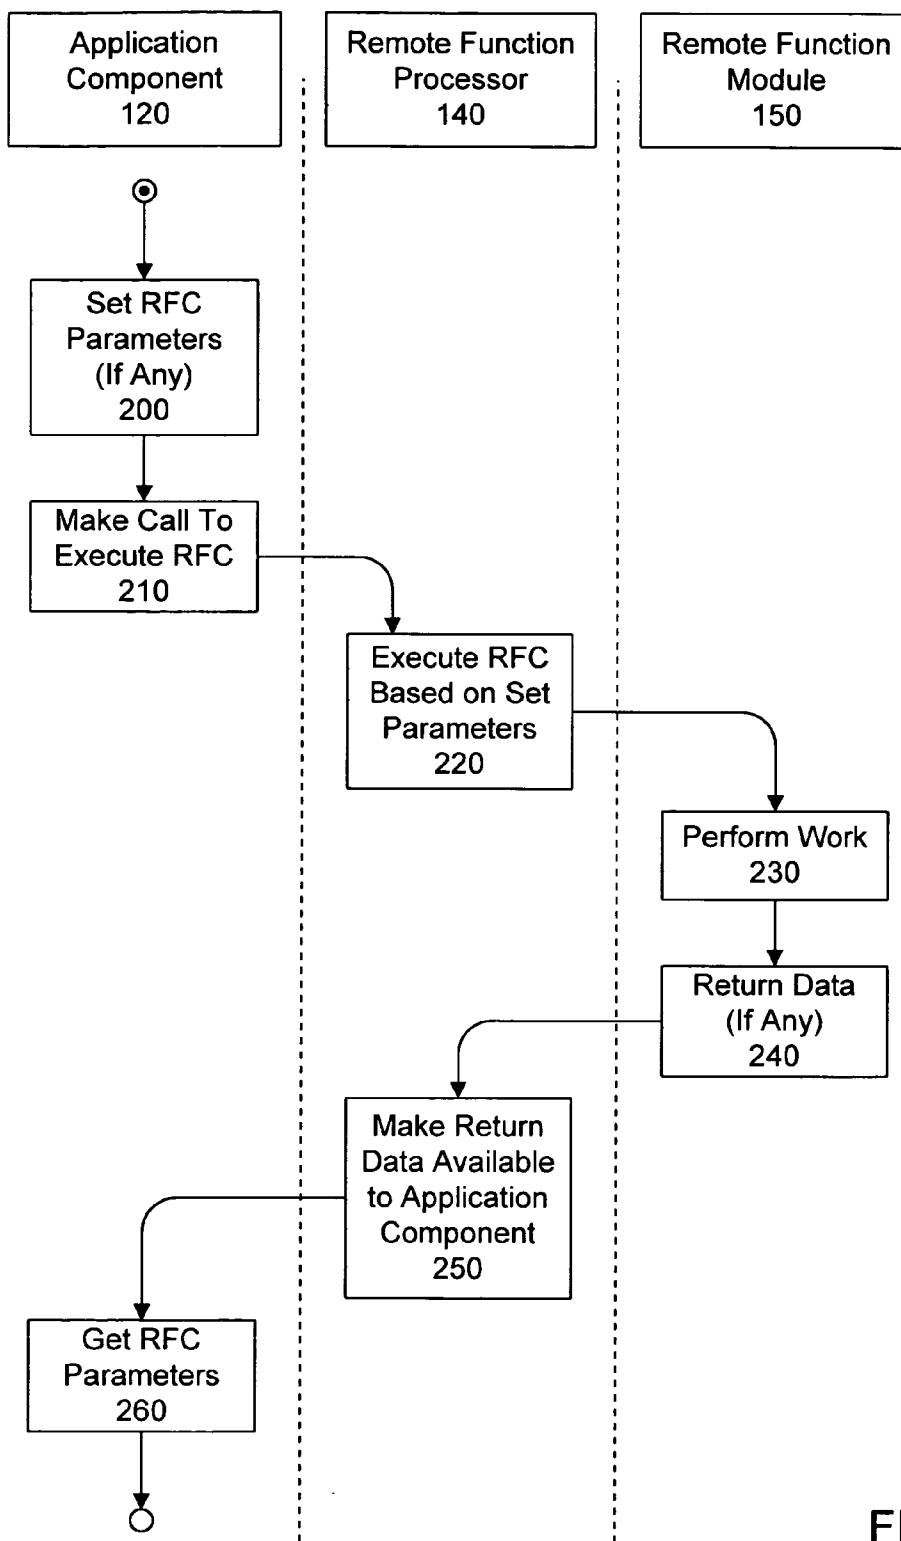 Application
Component
120
Remote Function
Processor
140
Remote Function
Module
150
Set RFC
Parameters
(If Any)
200
Make Call To
Execute RFC
210
Execute RFC
Based on Set
Parameters
220
Perform Work
230
Return Data
(If Any)
240
Make Return
Data Available
to Application
Component
250
Get RFC
Parameters
260